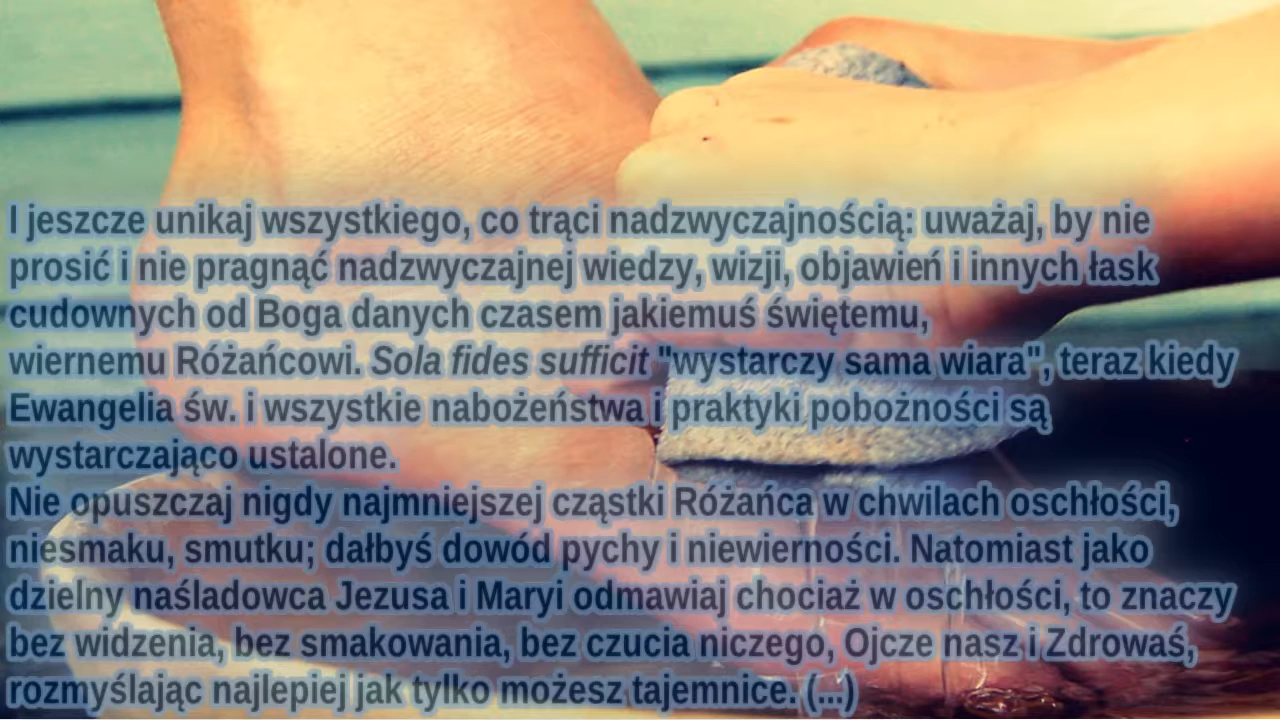 I jeszcze unikaj wszystkiego, co trąci nadzwyczajnością: uważaj, by nie
prosić i nie pragnąć nadzwyczajnej wiedzy, wizji, objawień i innych łask
cudownych od Boga danych czasem jakiemuś świętemu,
wiernemu Różańcowi. Sola fides sufficit "wystarczy sama wiara", teraz kiedy
Ewangelia św. i wszystkie nabożeństwa i praktyki pobożności są
wystarczająco ustalone.
Nie opuszczaj nigdy najmniejszej cząstki Różańca w chwilach oschłości,
niesmaku, smutku; dałbyś dowód pychy i niewierności. Natomiast jako
dzielny naśladowca Jezusa i Maryi odmawiaj chociaż w oschłości, to znaczy
bez widzenia, bez smakowania, bez czucia niczego, Ojcze nasz i Zdrowaś,
rozmyślając najlepiej jak tylko możesz tajemnice. (...)